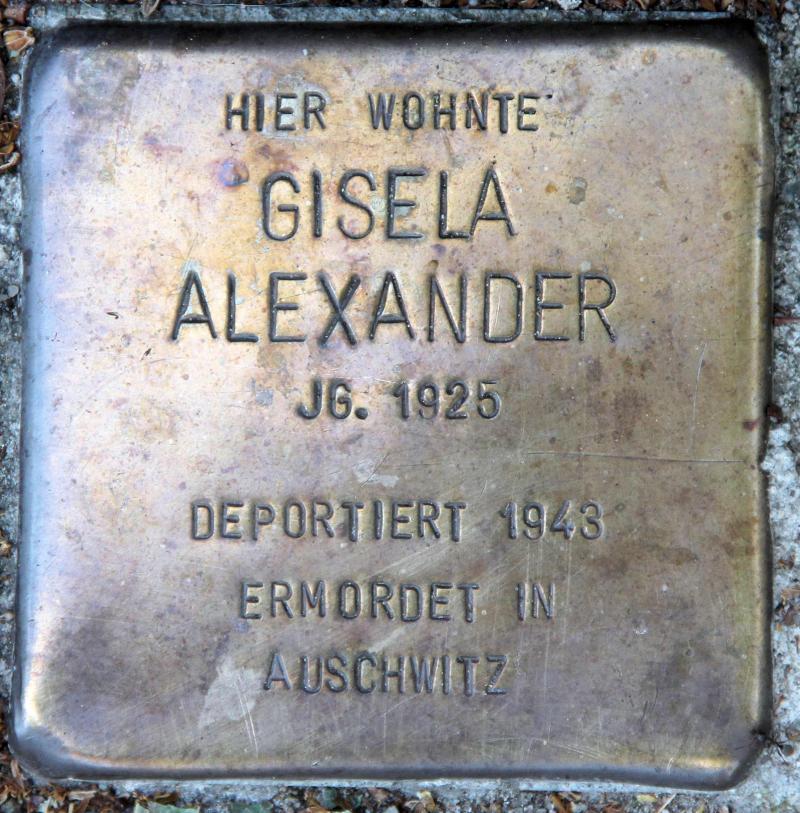 HIER WOHNTE
GISELA
ALEXANDER
JG. 1925
DEPORTIERT 1943
ERMORDET IN
AUSCHWITZ